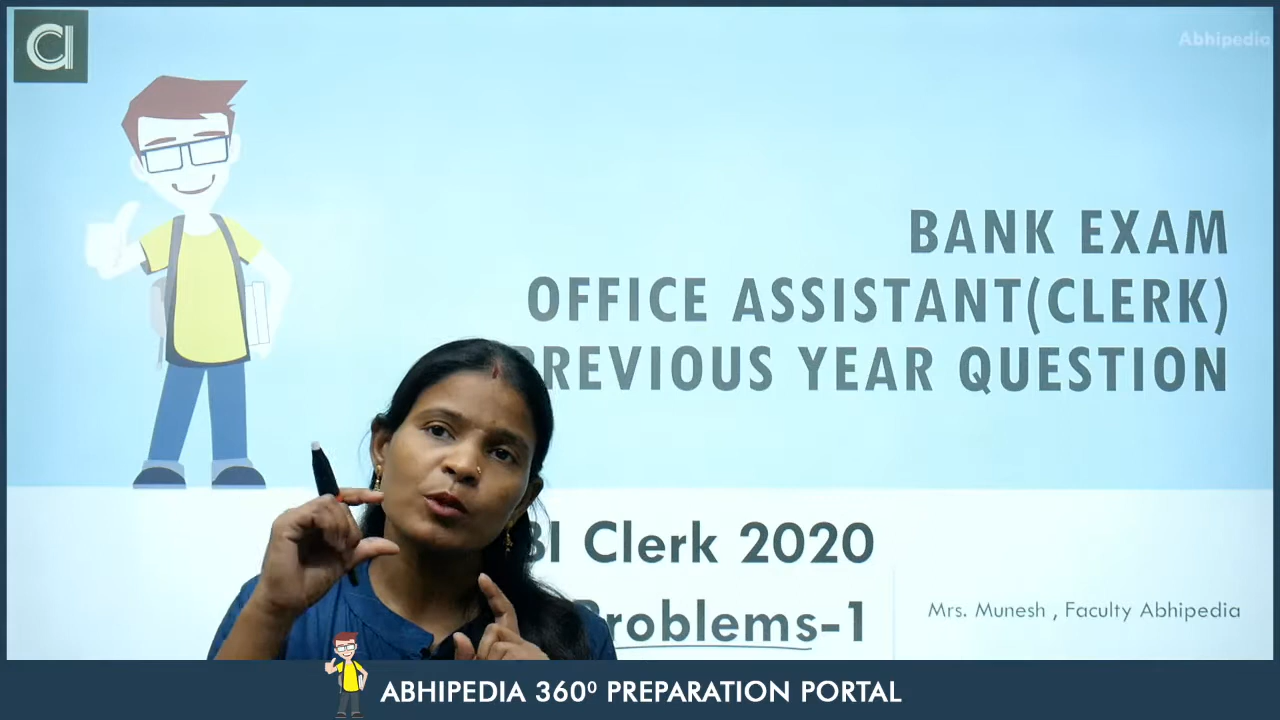 Abhipedia
BANK EXAM
OFFICE ASSISTANT(CLERK)
PREVIOUS YEAR QUESTION
Clerk 2020
Problems-1
Mrs. Munesh , Faculty Abhipedia
ABHIPEDIA 360⁰ PREPARATION PORTAL